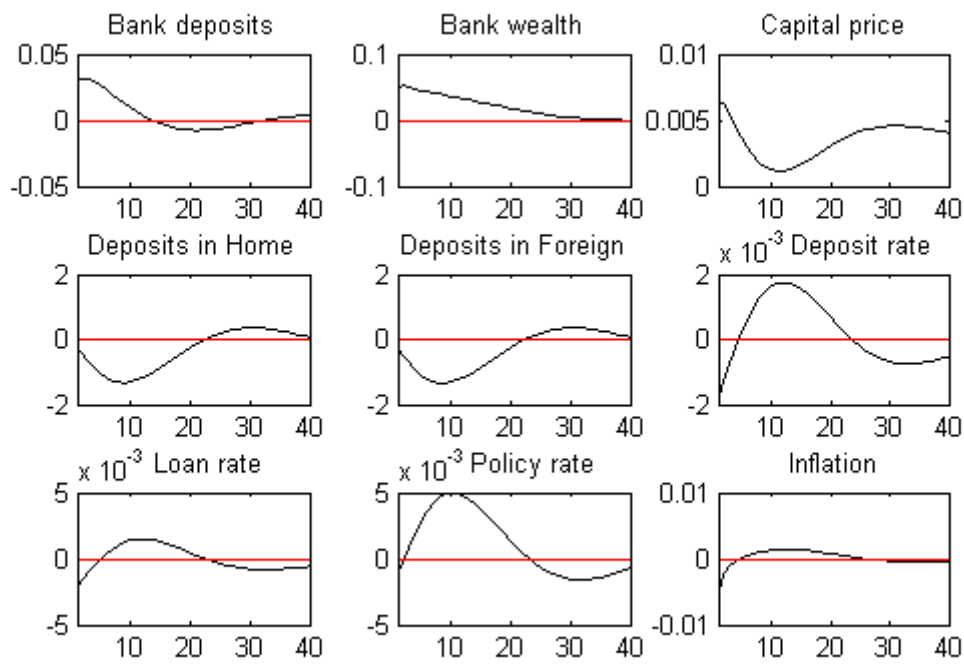 Bank deposits
0.05
0
-0.05
10 20 30 40
Bank wealth
0.1
0
-0.1
10 20 30 40
Capital price
0.01
0.005
0
10 20 30 40
Deposits in Home
2
0
-2
10 20 30 40
Deposits in Foreign
2
0
-2
10 20 30 40
x 10⁻³ Deposit rate
2
0
-2
10 20 30 40
x 10⁻³ Loan rate
5
0
-5
10 20 30 40
x 10⁻³ Policy rate
5
0
-5
10 20 30 40
Inflation
0.01
0
-0.01
10 20 30 40